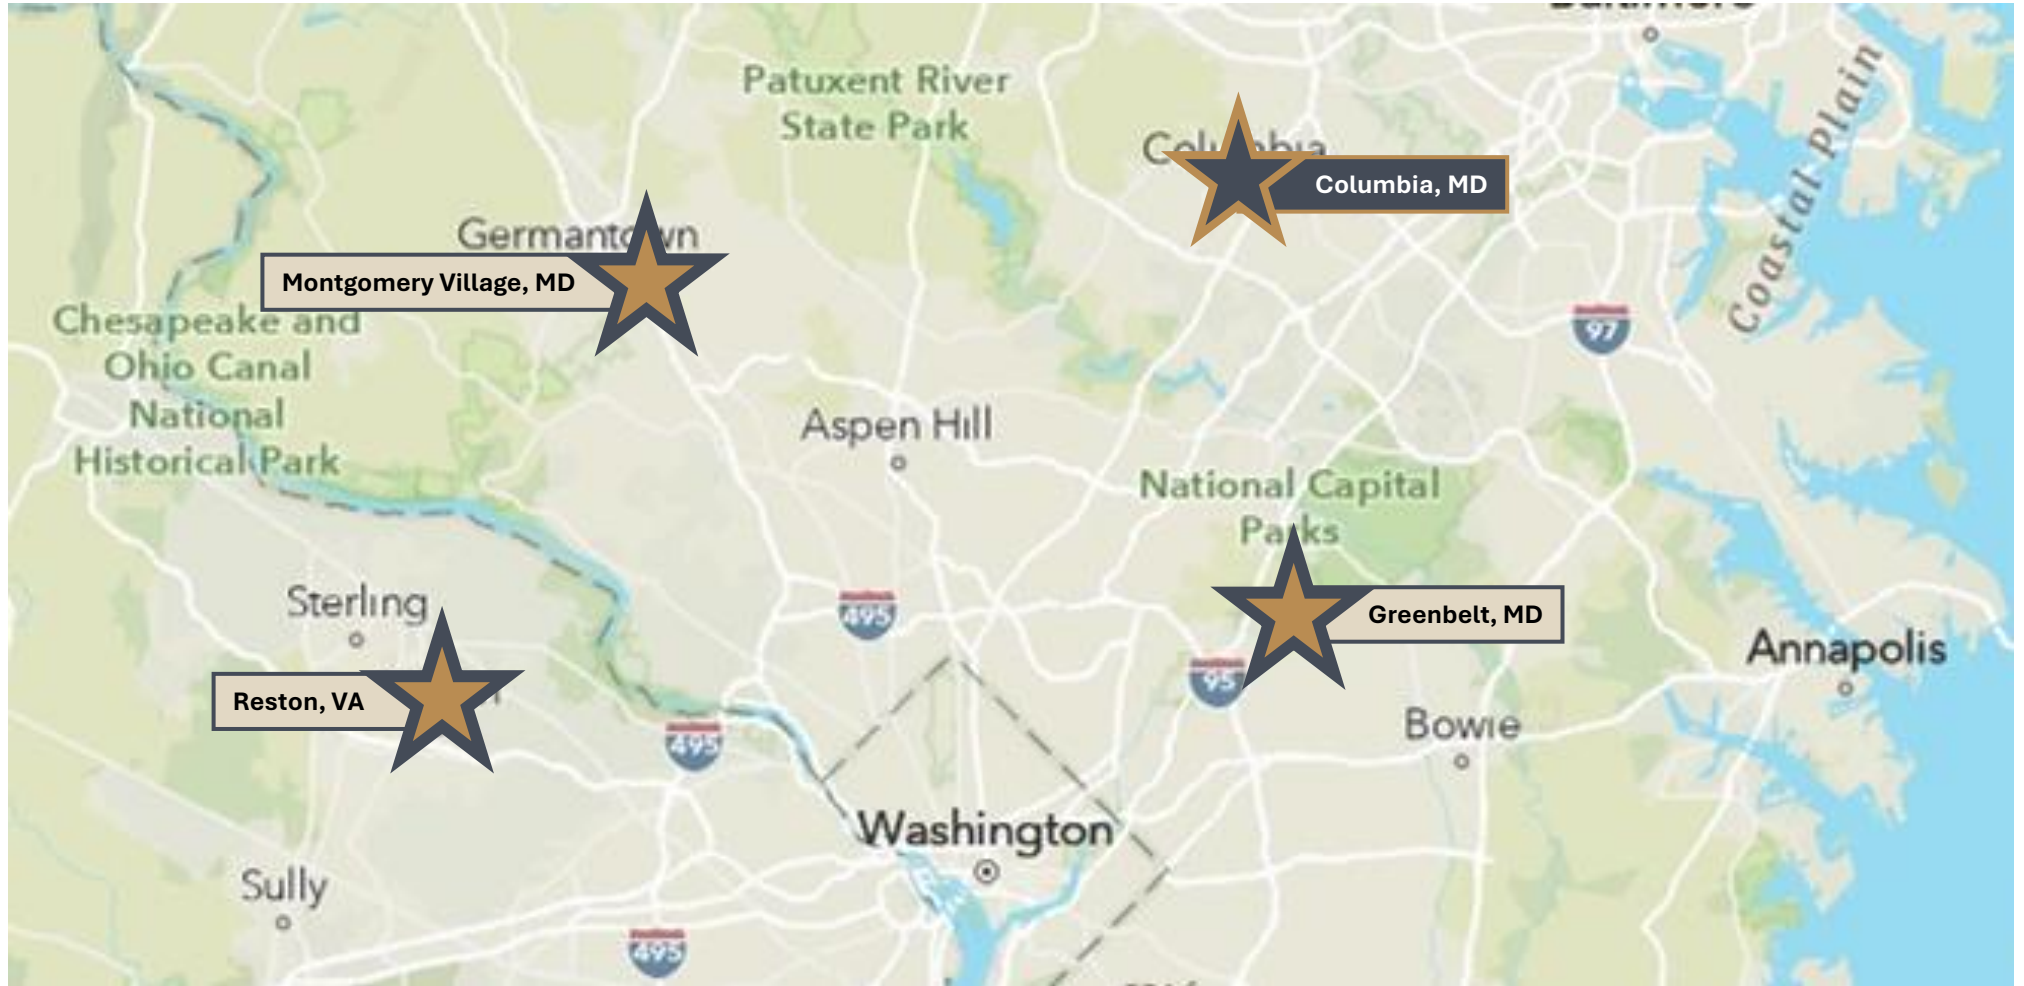 Patuxent River
State Park
Coastal Plain
Columbia, MD
Germantown
Montgomery Village, MD
Chesapeake and
Ohio Canal
National
Historical Park
97
Aspen Hill
National Capital
Parks
Sterling
495
Greenbelt, MD
Annapolis
95
Reston, VA
Bowie
495
Washington
Sully
495